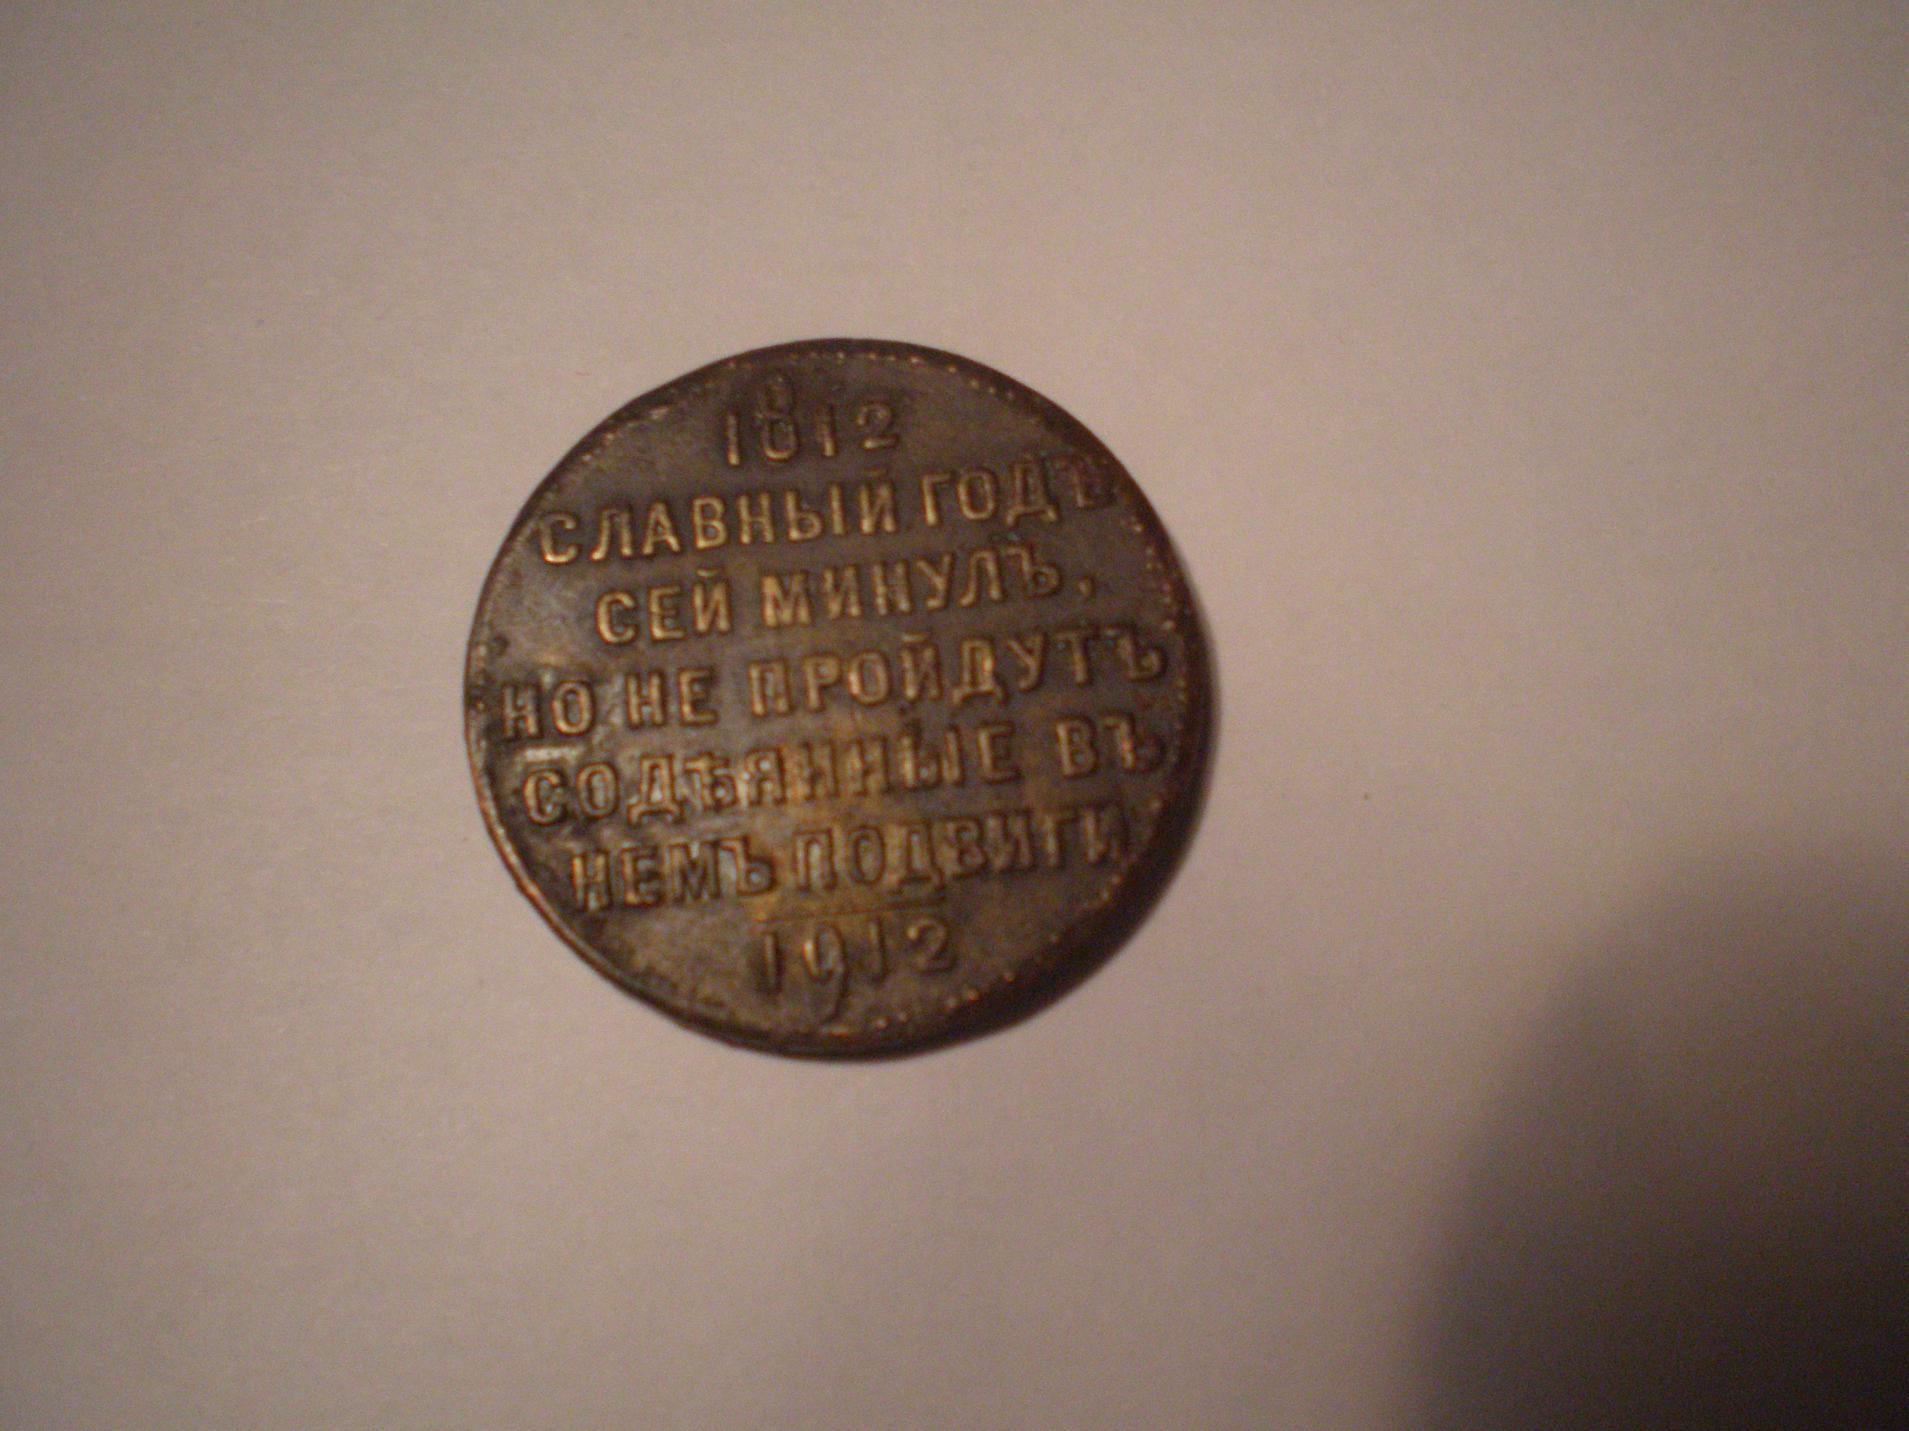 1812
СЛАВНЫЙ ГОДЪ
СЕЙ МИНУЛЪ,
НО НЕ ПРОЙДУТЪ
СОДѢЯННЫЕ ВЪ
НЕМЪ ПОДВИГИ
1912